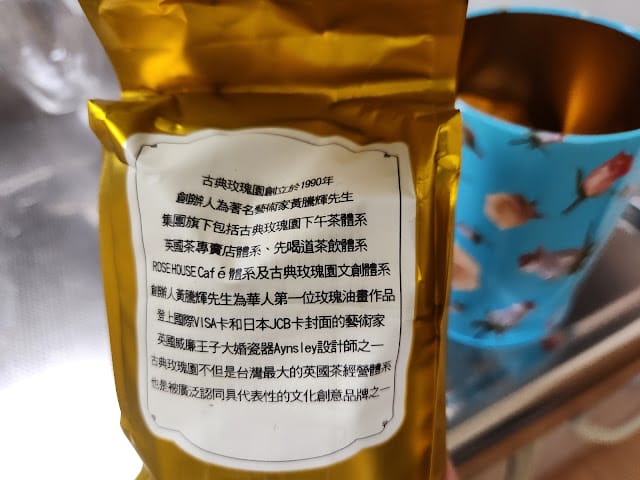 古典玫瑰園創立於1990年
創辦人為著名藝術家黃騰輝先生
集團旗下包括古典玫瑰園下午茶體系
英國茶專賣店體系、先喝道茶飲體系
ROSE HOUSE Café體系及古典玫瑰園文創體系
創辦人黃騰輝先生為華人第一位玫瑰油畫作品
登上國際VISA卡和日本JCB卡封面的藝術家
英國威廉王子大婚瓷器Aynsley設計師之一
古典玫瑰園不但是台灣最大的英國茶經營體系
也是被廣泛認同具代表性的文化創意品牌之一